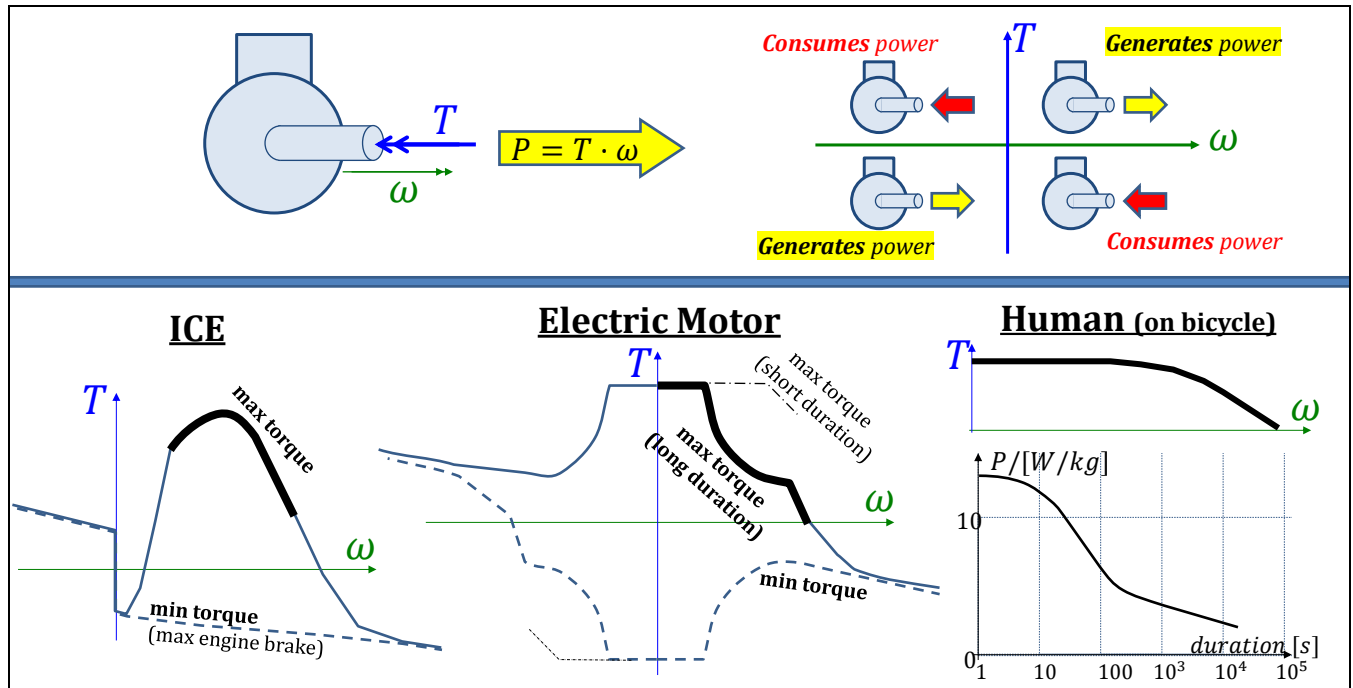 T
ω
P = T · ω
Consumes power
T
Generates power
ω
Generates power
Consumes power
ICE
T
max torque
ω
min torque
(max engine brake)
Electric Motor
T
max torque
(short duration)
max torque
(long duration)
ω
min torque
Human (on bicycle)
T
ω
P/[W/kg]
10
0
duration [s]
1 10 100 10³ 10⁴ 10⁵